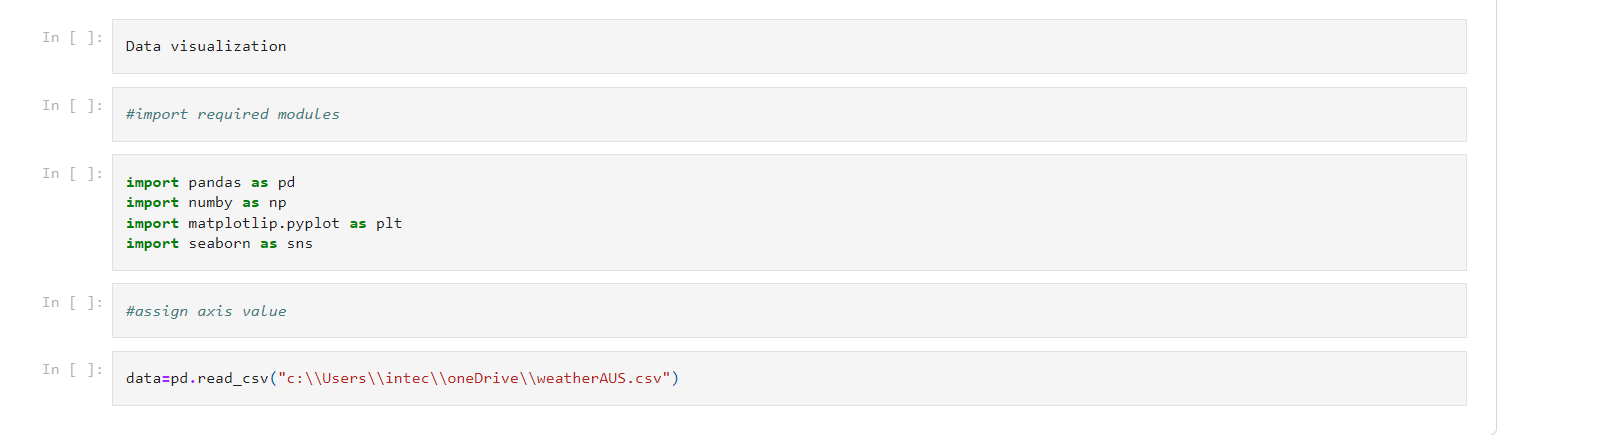 In [ ]:
Data visualization
In [ ]:
#import required modules
In [ ]:
import pandas as pd
import numby as np
import matplotlip.pyplot as plt
import seaborn as sns
In [ ]:
#assign axis value
In [ ]:
data=pd.read_csv("c:\\Users\\intec\\oneDrive\\weatherAUS.csv")